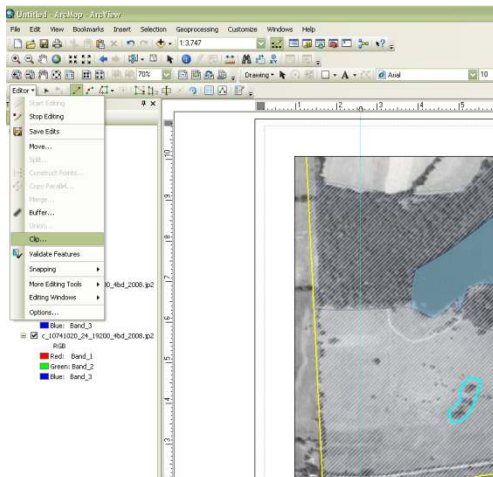 Untitled - ArcMap - ArcView
File Edit View Bookmarks Insert Selection Geoprocessing Customize Windows Help
1:3,747
70% Drawing A Arial 10
Editor
Start Editing
Stop Editing
Save Edits
Move...
Split...
Construct Points...
Copy Parallel...
Merge...
Buffer...
Union...
Clip...
Validate Features
Snapping
More Editing Tools
00_4bd_2008.jp2
Editing Windows
Options...
Blue: Band_3
c_10741020_24_19200_4bd_2008.jp2
RGB
Red: Band_1
Green: Band_2
Blue: Band_3